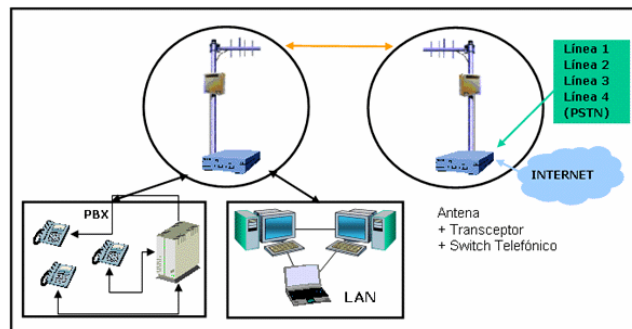 Línea 1
Línea 2
Línea 3
Línea 4
(PSTN)
INTERNET
PBX
LAN
Antena
+ Transceptor
+ Switch Telefónico